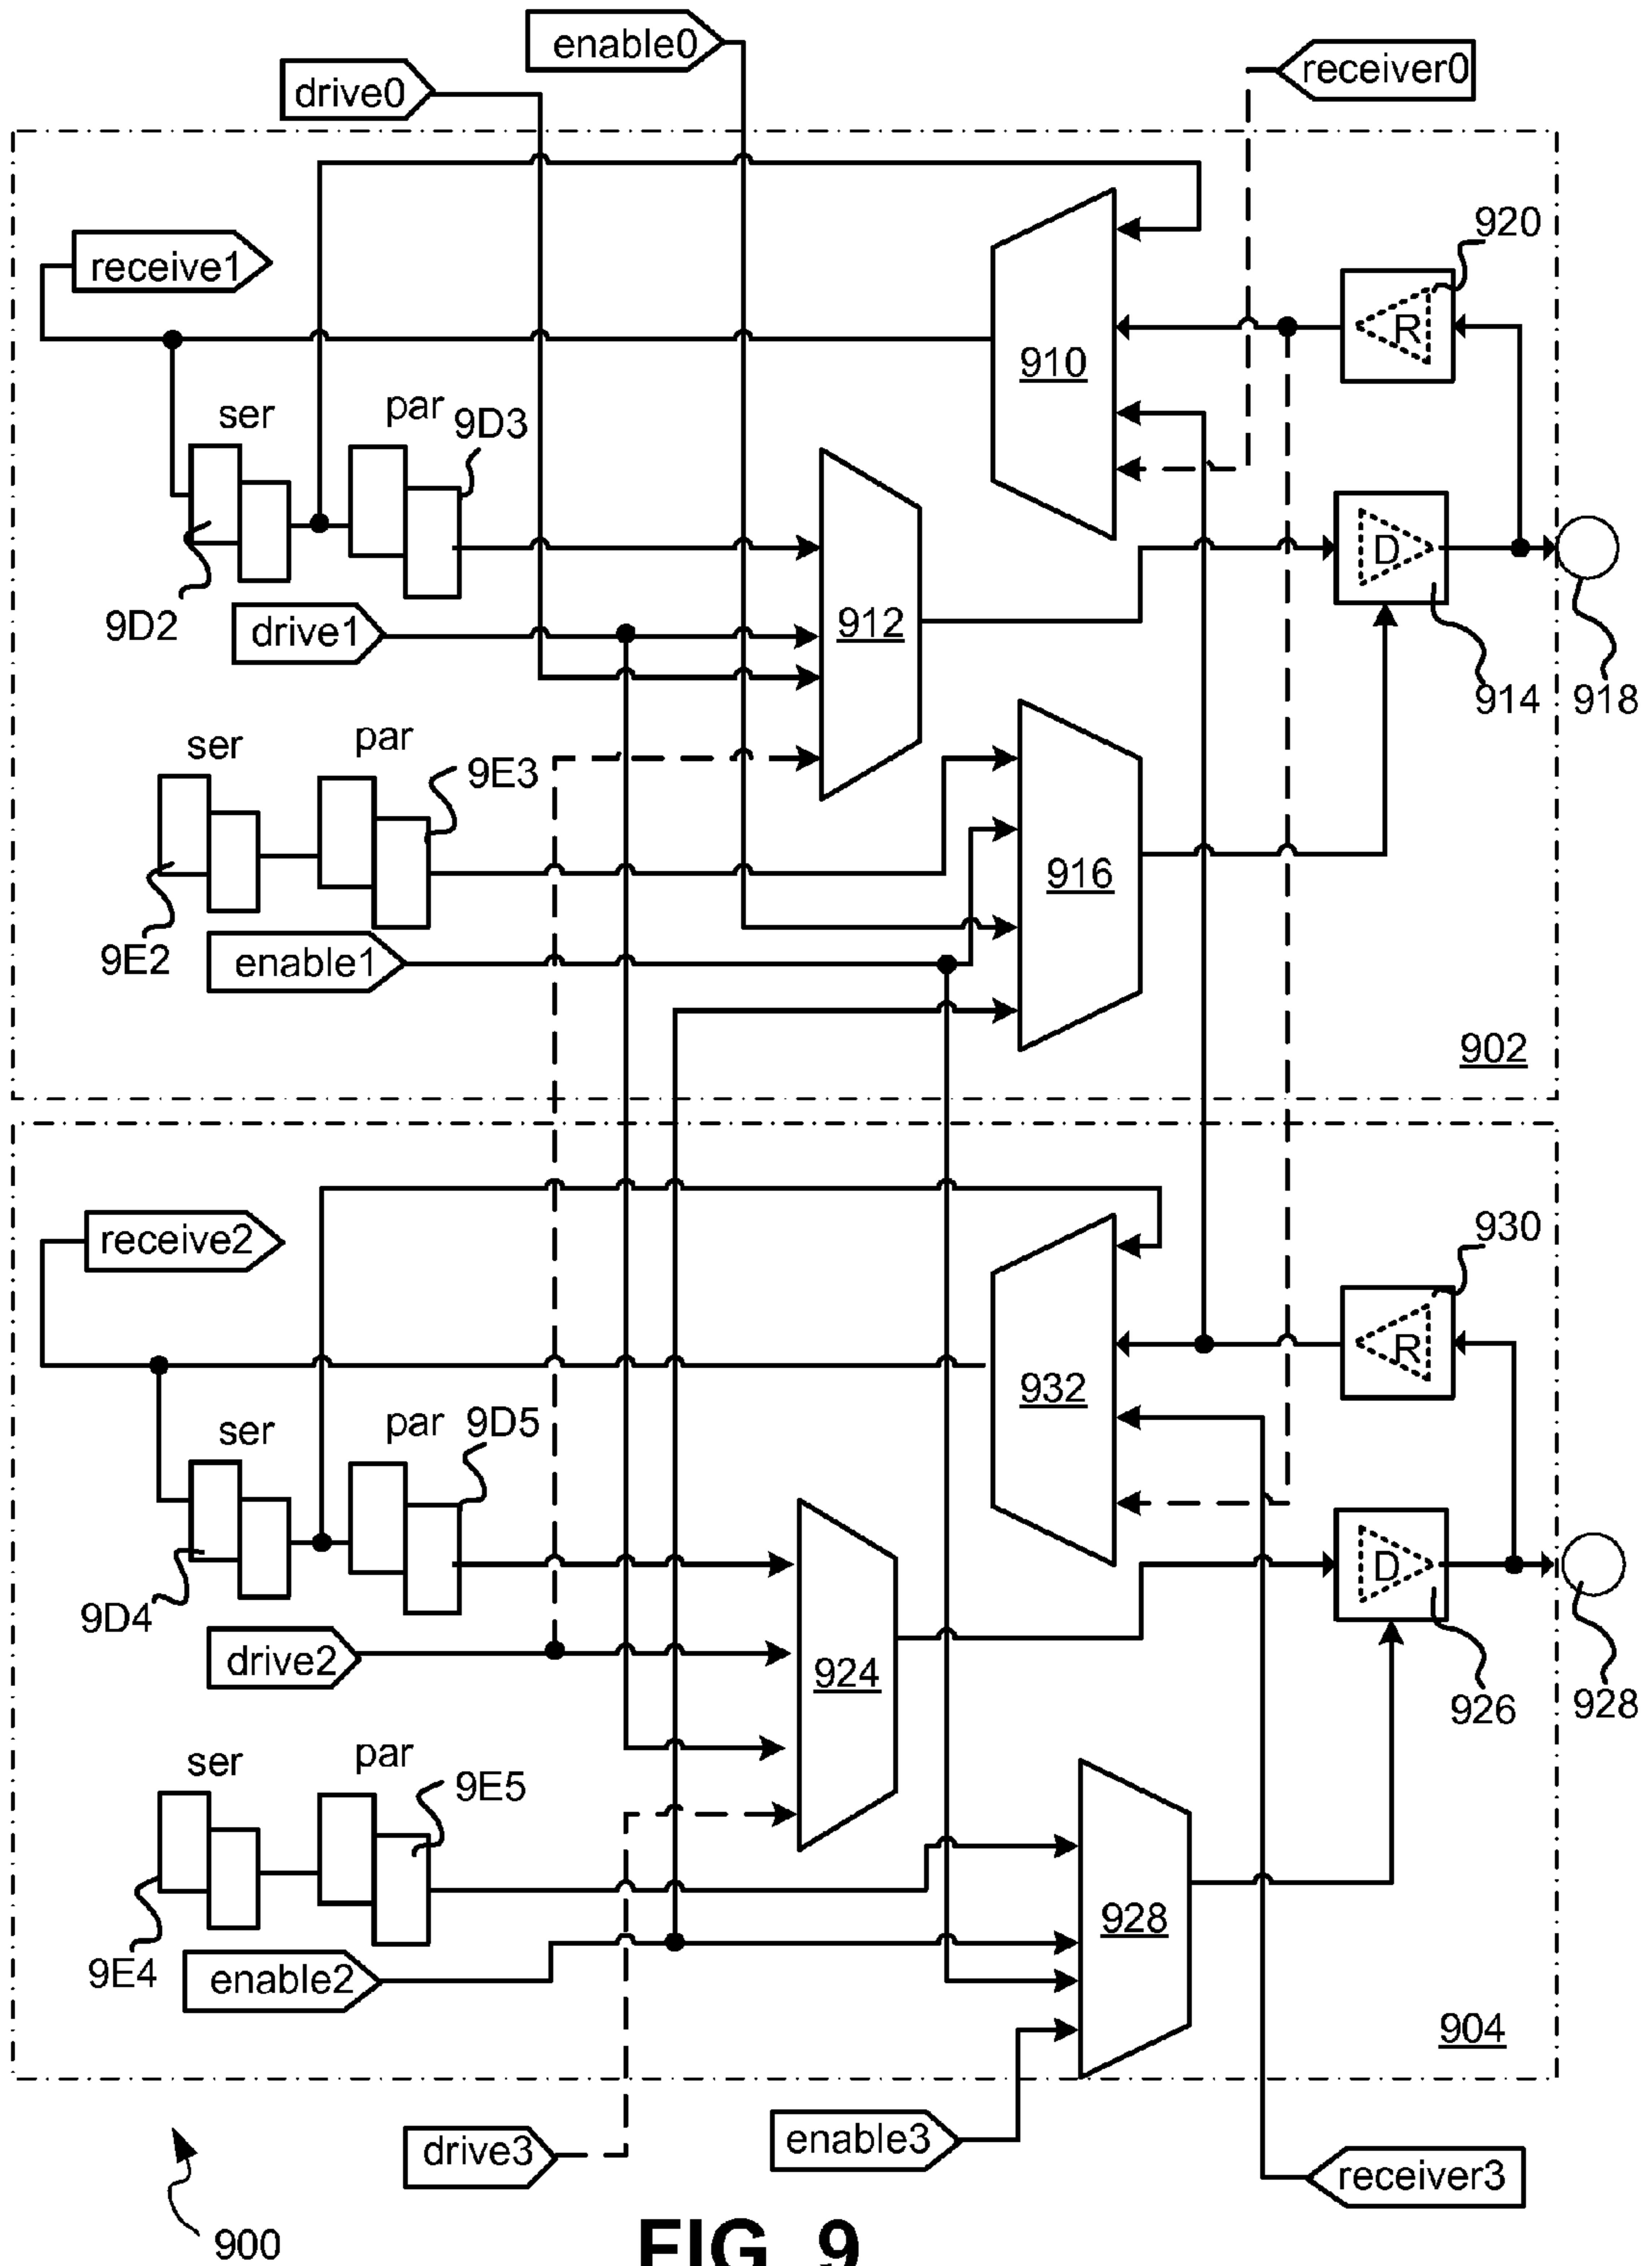 enable0
drive0
receiver0
920
receive1
R
910
ser
par
9D3
D
9D2
drive1
912
914
918
ser
par
9E3
916
9E2
enable1
902
receive2
930
R
932
ser
par
9D5
D
9D4
drive2
924
926
928
ser
par
9E5
928
9E4
enable2
904
drive3
enable3
receiver3
900
FIG. 9